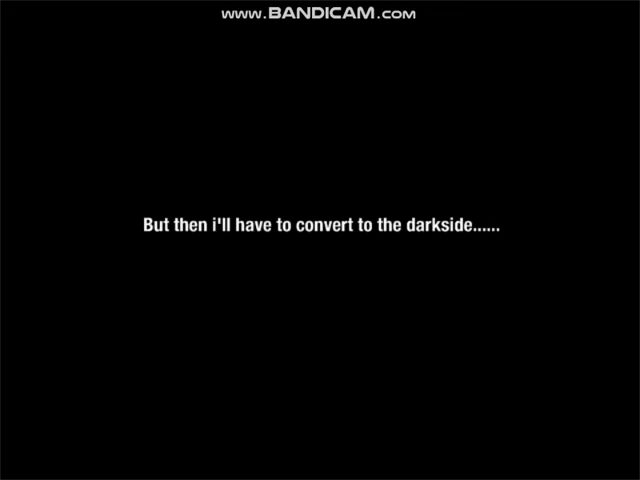 www.BANDICAM.com
But then i'll have to convert to the darkside......